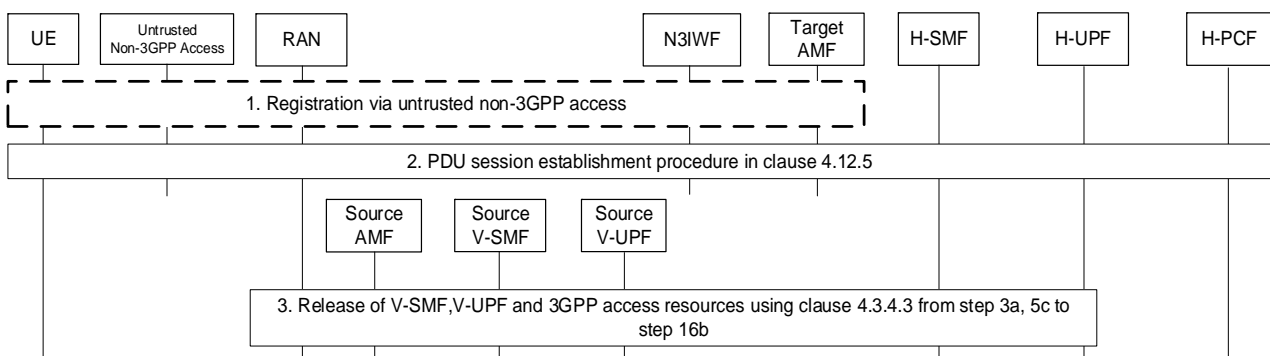 UE
Untrusted
Non-3GPP Access
RAN
N3IWF
Target
AMF
H-SMF
H-UPF
H-PCF
1. Registration via untrusted non-3GPP access
2. PDU session establishment procedure in clause 4.12.5
Source
AMF
Source
V-SMF
Source
V-UPF
3. Release of V-SMF,V-UPF and 3GPP access resources using clause 4.3.4.3 from step 3a, 5c to
step 16b